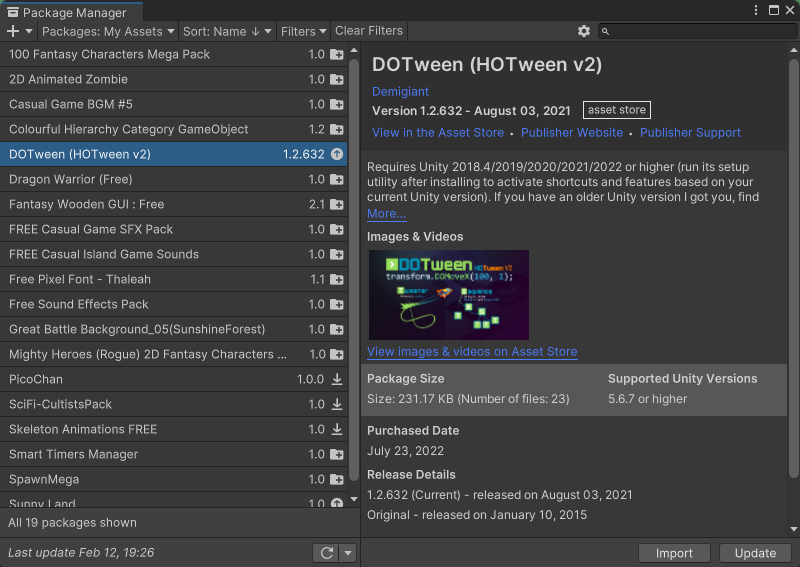 Package Manager
Packages: My Assets
Sort: Name ↓
Filters
Clear Filters
100 Fantasy Characters Mega Pack 1.0
2D Animated Zombie 1.0
Casual Game BGM #5 1.0
Colourful Hierarchy Category GameObject 1.2
DOTween (HOTween v2) 1.2.632
Dragon Warrior (Free) 1.0
Fantasy Wooden GUI : Free 2.1
FREE Casual Game SFX Pack 1.0
FREE Casual Island Game Sounds 1.0
Free Pixel Font - Thaleah 1.1
Free Sound Effects Pack 1.0
Great Battle Background_05(SunshineForest) 1.0
Mighty Heroes (Rogue) 2D Fantasy Characters ... 1.0
PicoChan 1.0.0
SciFi-CultistsPack 1.0
Skeleton Animations FREE 1.0
Smart Timers Manager 1.0
SpawnMega 1.0
Sunny Land 1.0
All 19 packages shown
Last update Feb 12, 19:26
DOTween (HOTween v2)
Demigiant
Version 1.2.632 - August 03, 2021 asset store
View in the Asset Store • Publisher Website • Publisher Support
Requires Unity 2018.4/2019/2020/2021/2022 or higher (run its setup
utility after installing to activate shortcuts and features based on your
current Unity version). If you have an older Unity version I got you, find
More...
Images & Videos
DOTween HOTween V2
transform.DOMoveX(100, 1);
Tweener
Sequence
View images & videos on Asset Store
Package Size
Size: 231.17 KB (Number of files: 23)
Supported Unity Versions
5.6.7 or higher
Purchased Date
July 23, 2022
Release Details
1.2.632 (Current) - released on August 03, 2021
Original - released on January 10, 2015
Import
Update